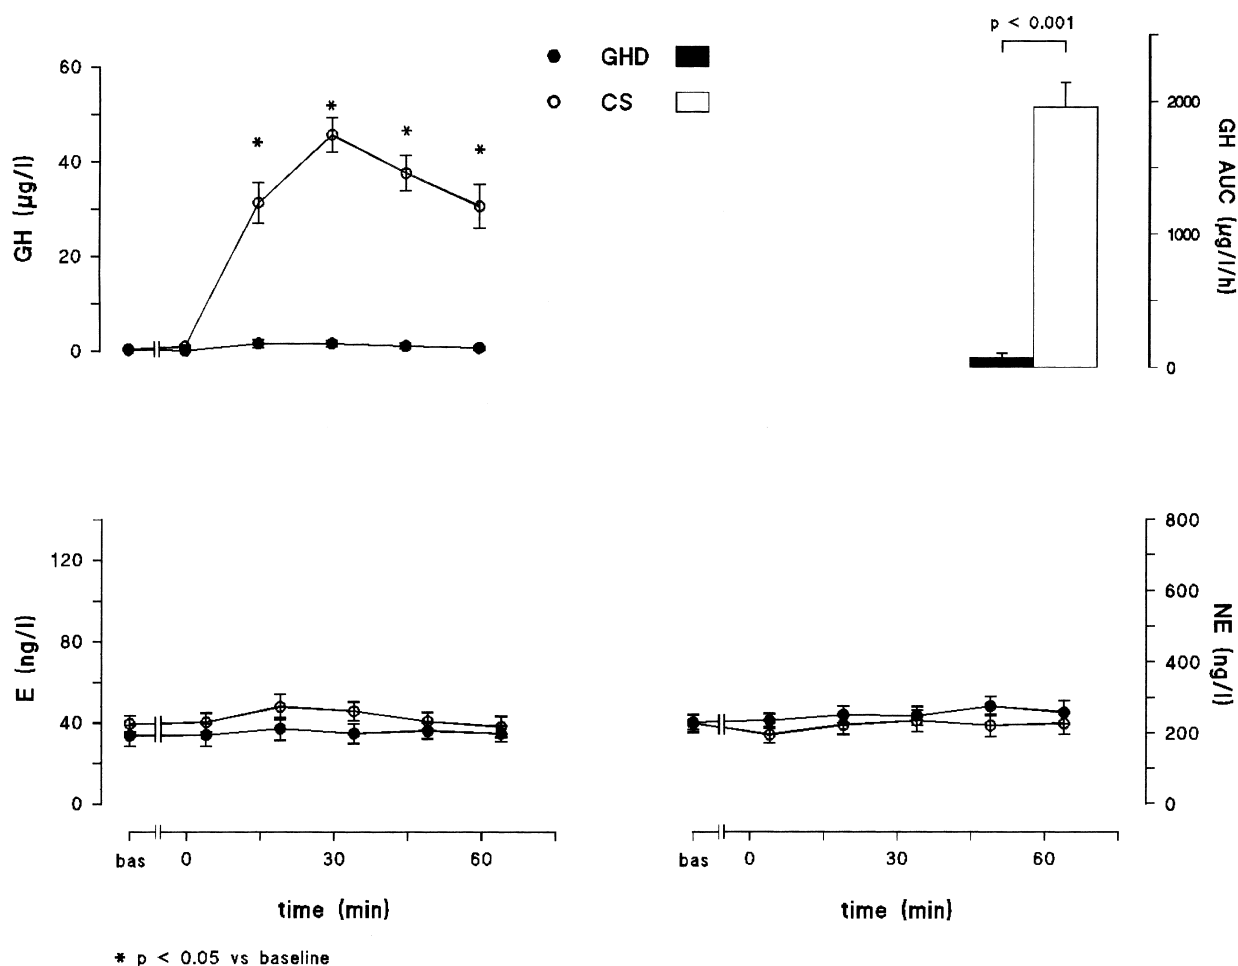 p < 0.001
GHD
CS
60
40
20
0
GH (µg/l)
2000
1000
0
GH AUC (µg/l/h)
120
80
40
0
E (ng/l)
800
600
400
200
0
NE (ng/l)
bas 0 30 60
time (min)
bas 0 30 60
time (min)
* p < 0.05 vs baseline